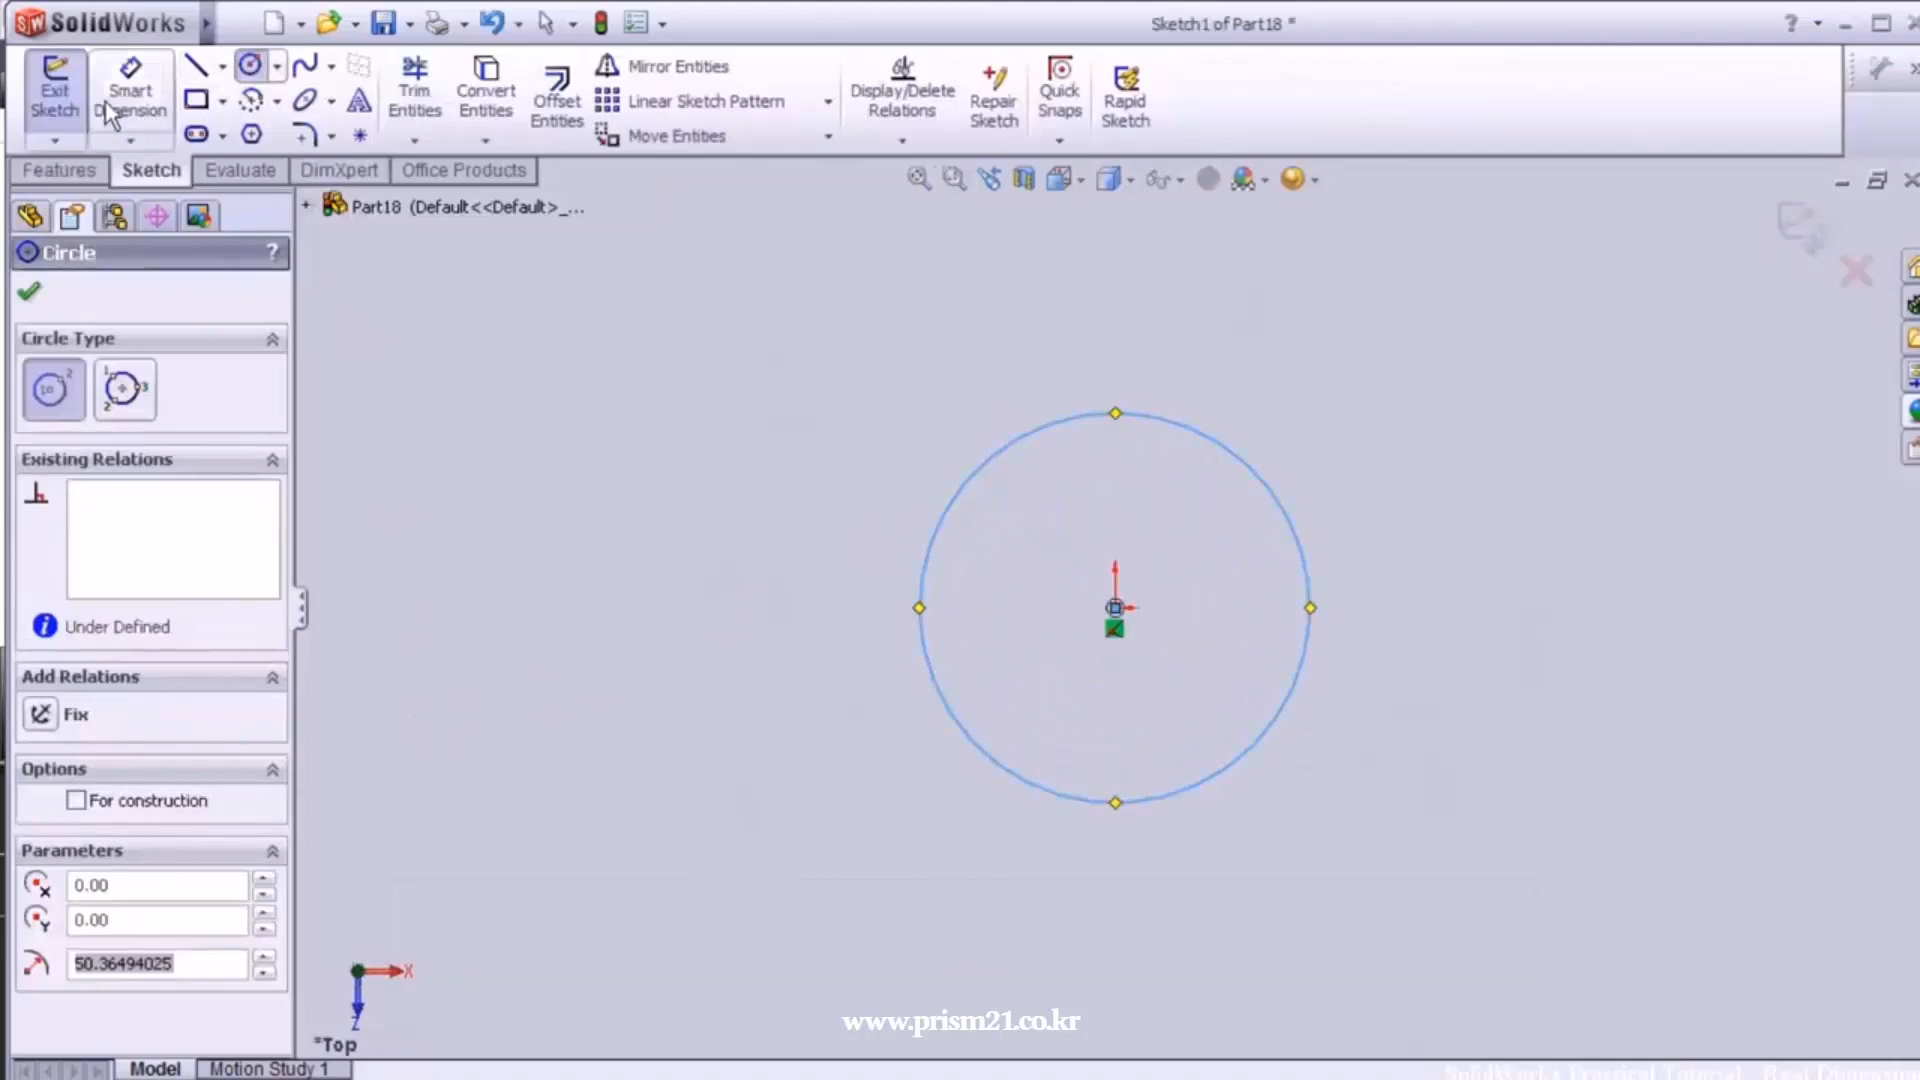 SolidWorks
Sketch1 of Part18 *
?
Exit Sketch
Smart Dimension
Trim Entities
Convert Entities
Offset Entities
Mirror Entities
Linear Sketch Pattern
Move Entities
Display/Delete Relations
Repair Sketch
Quick Snaps
Rapid Sketch
Features
Sketch
Evaluate
DimXpert
Office Products
Part18 (Default<<Default>_...
Circle
?
Circle Type
Existing Relations
Under Defined
Add Relations
Fix
Options
For construction
Parameters
0.00
0.00
50.36494025
X
Z
*Top
www.prism21.co.kr
Model
Motion Study 1